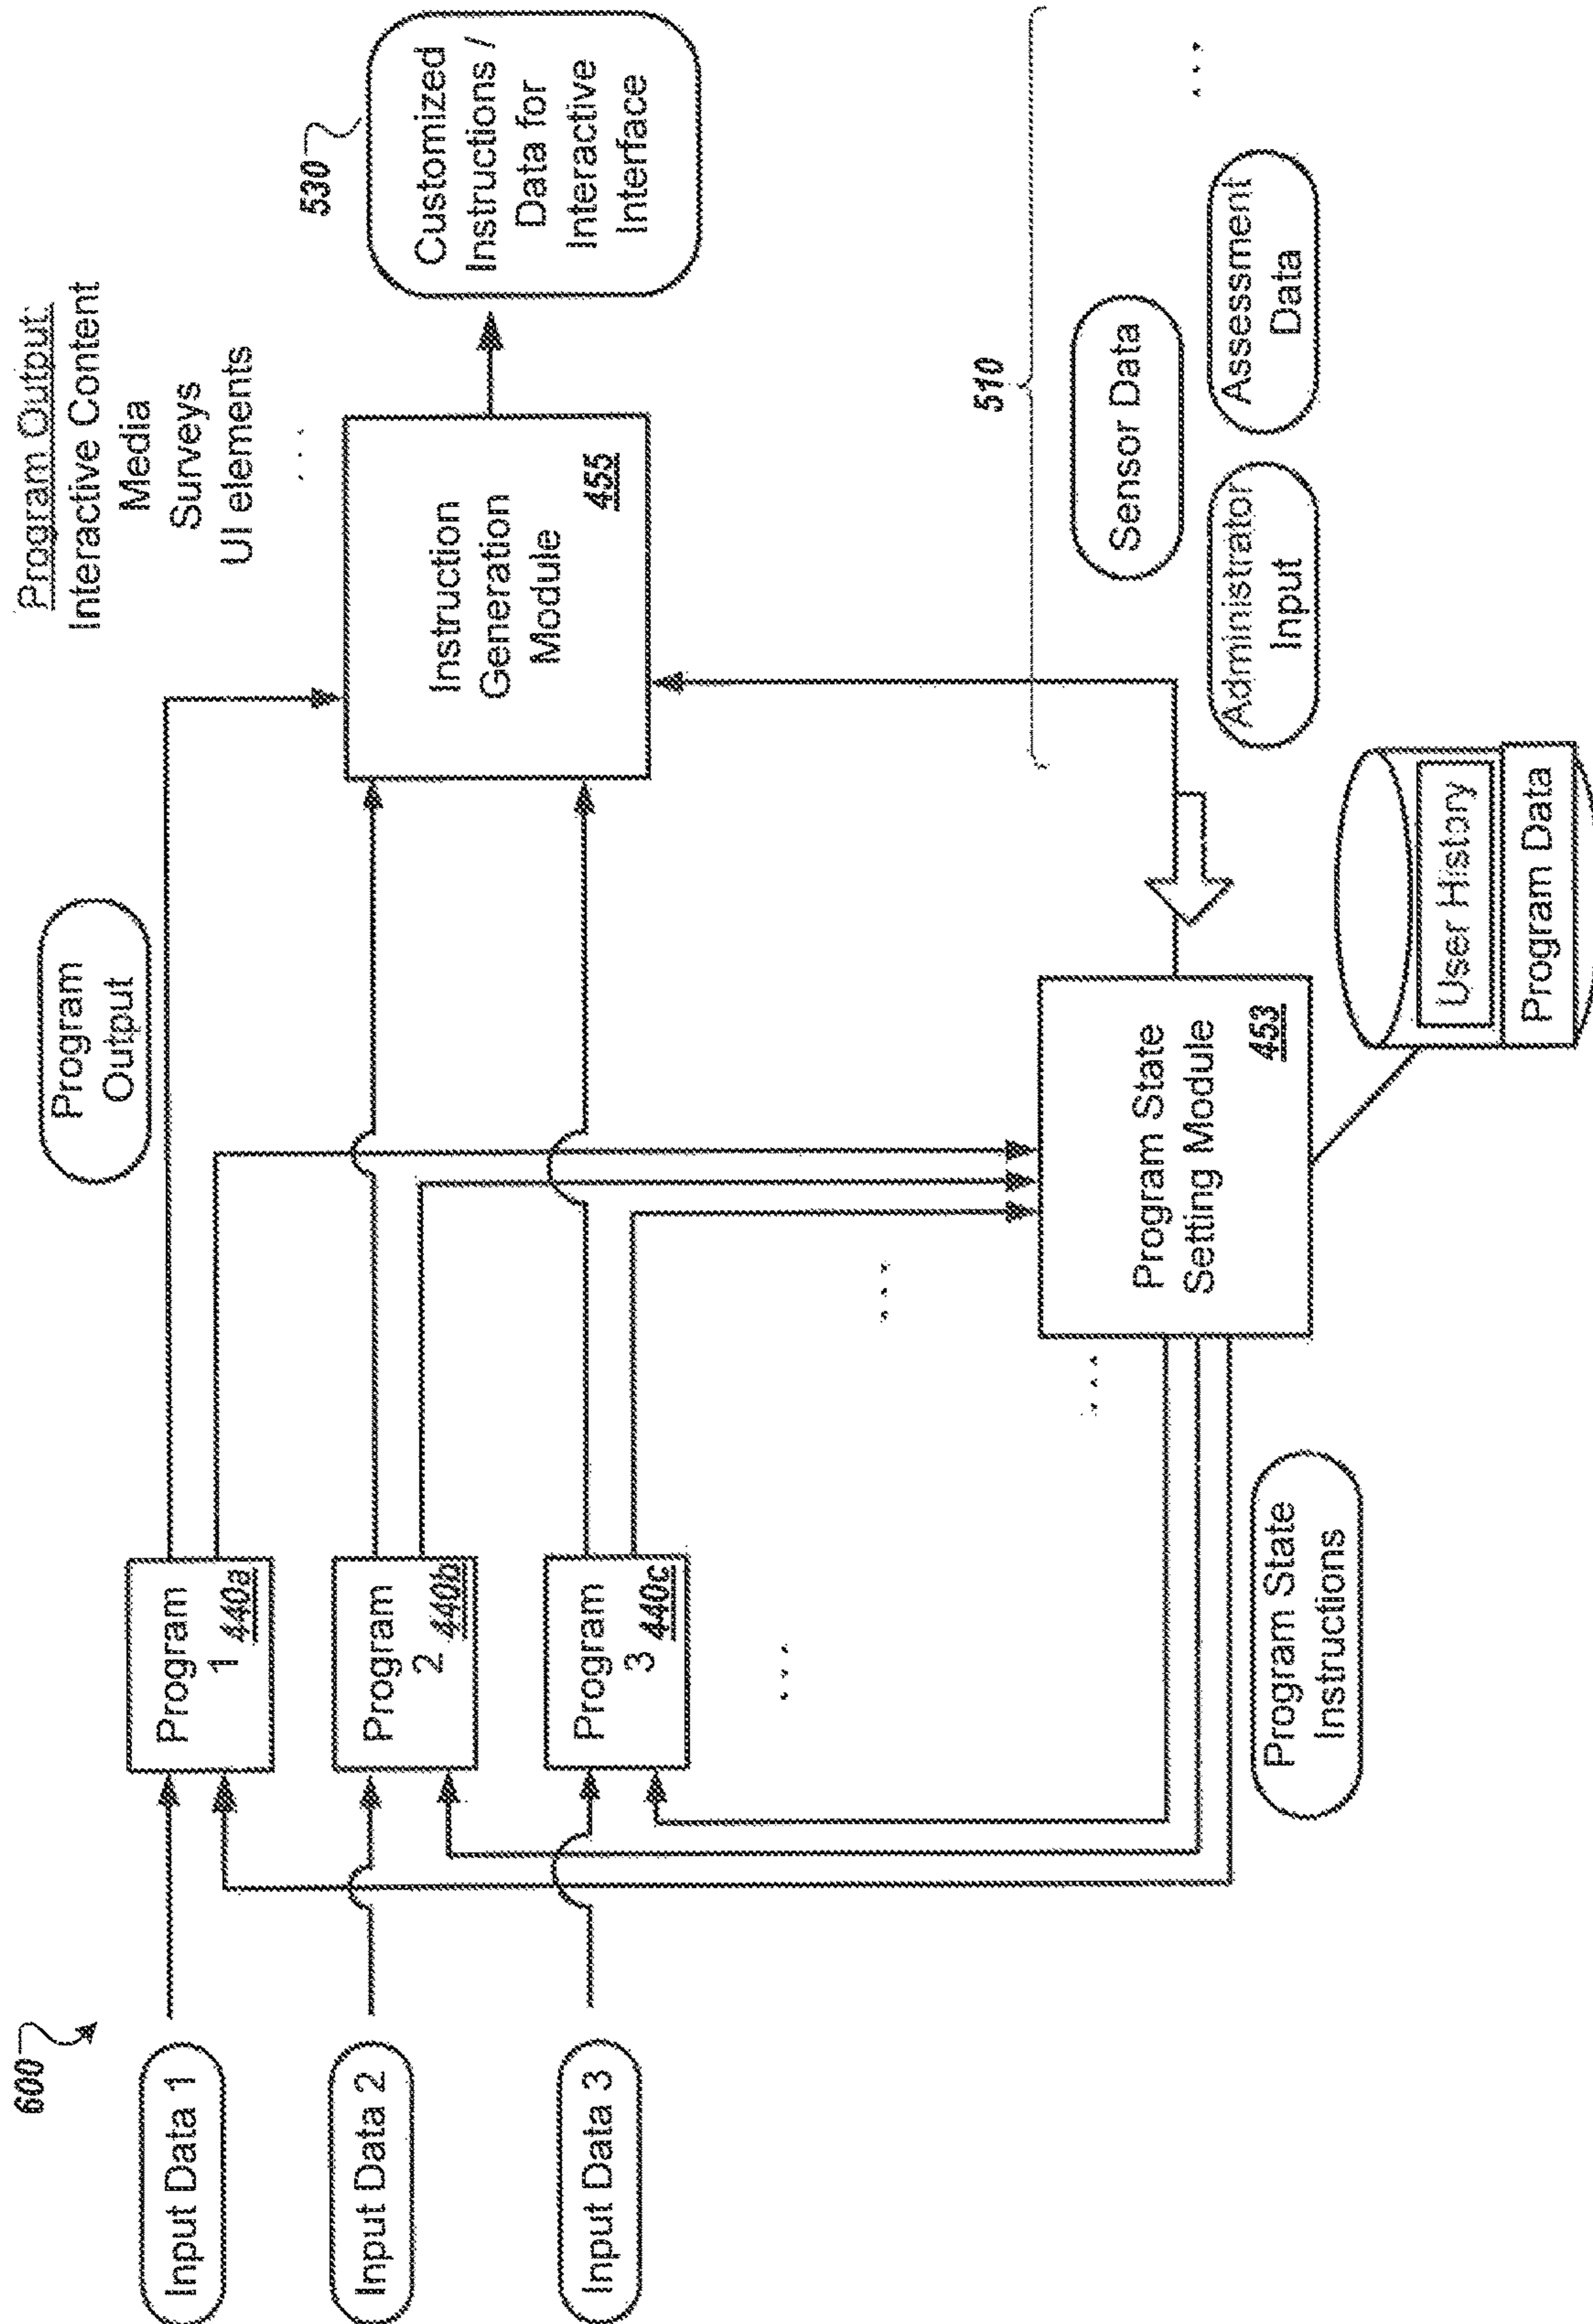 600
Input Data 1
Input Data 2
Input Data 3
Program
1
440a
Program
2
440b
Program
3
440c
. . .
Program State
Instructions
Program
Output
. . .
. . .
Program State
Setting Module
453
User History
Program Data
Program Output:
Interactive Content
Media
Surveys
UI elements
. . .
Instruction
Generation
Module
455
530
Customized
Instructions /
Data for
Interactive
Interface
510
Sensor Data
Administrator
Input
Assessment
Data
. . .